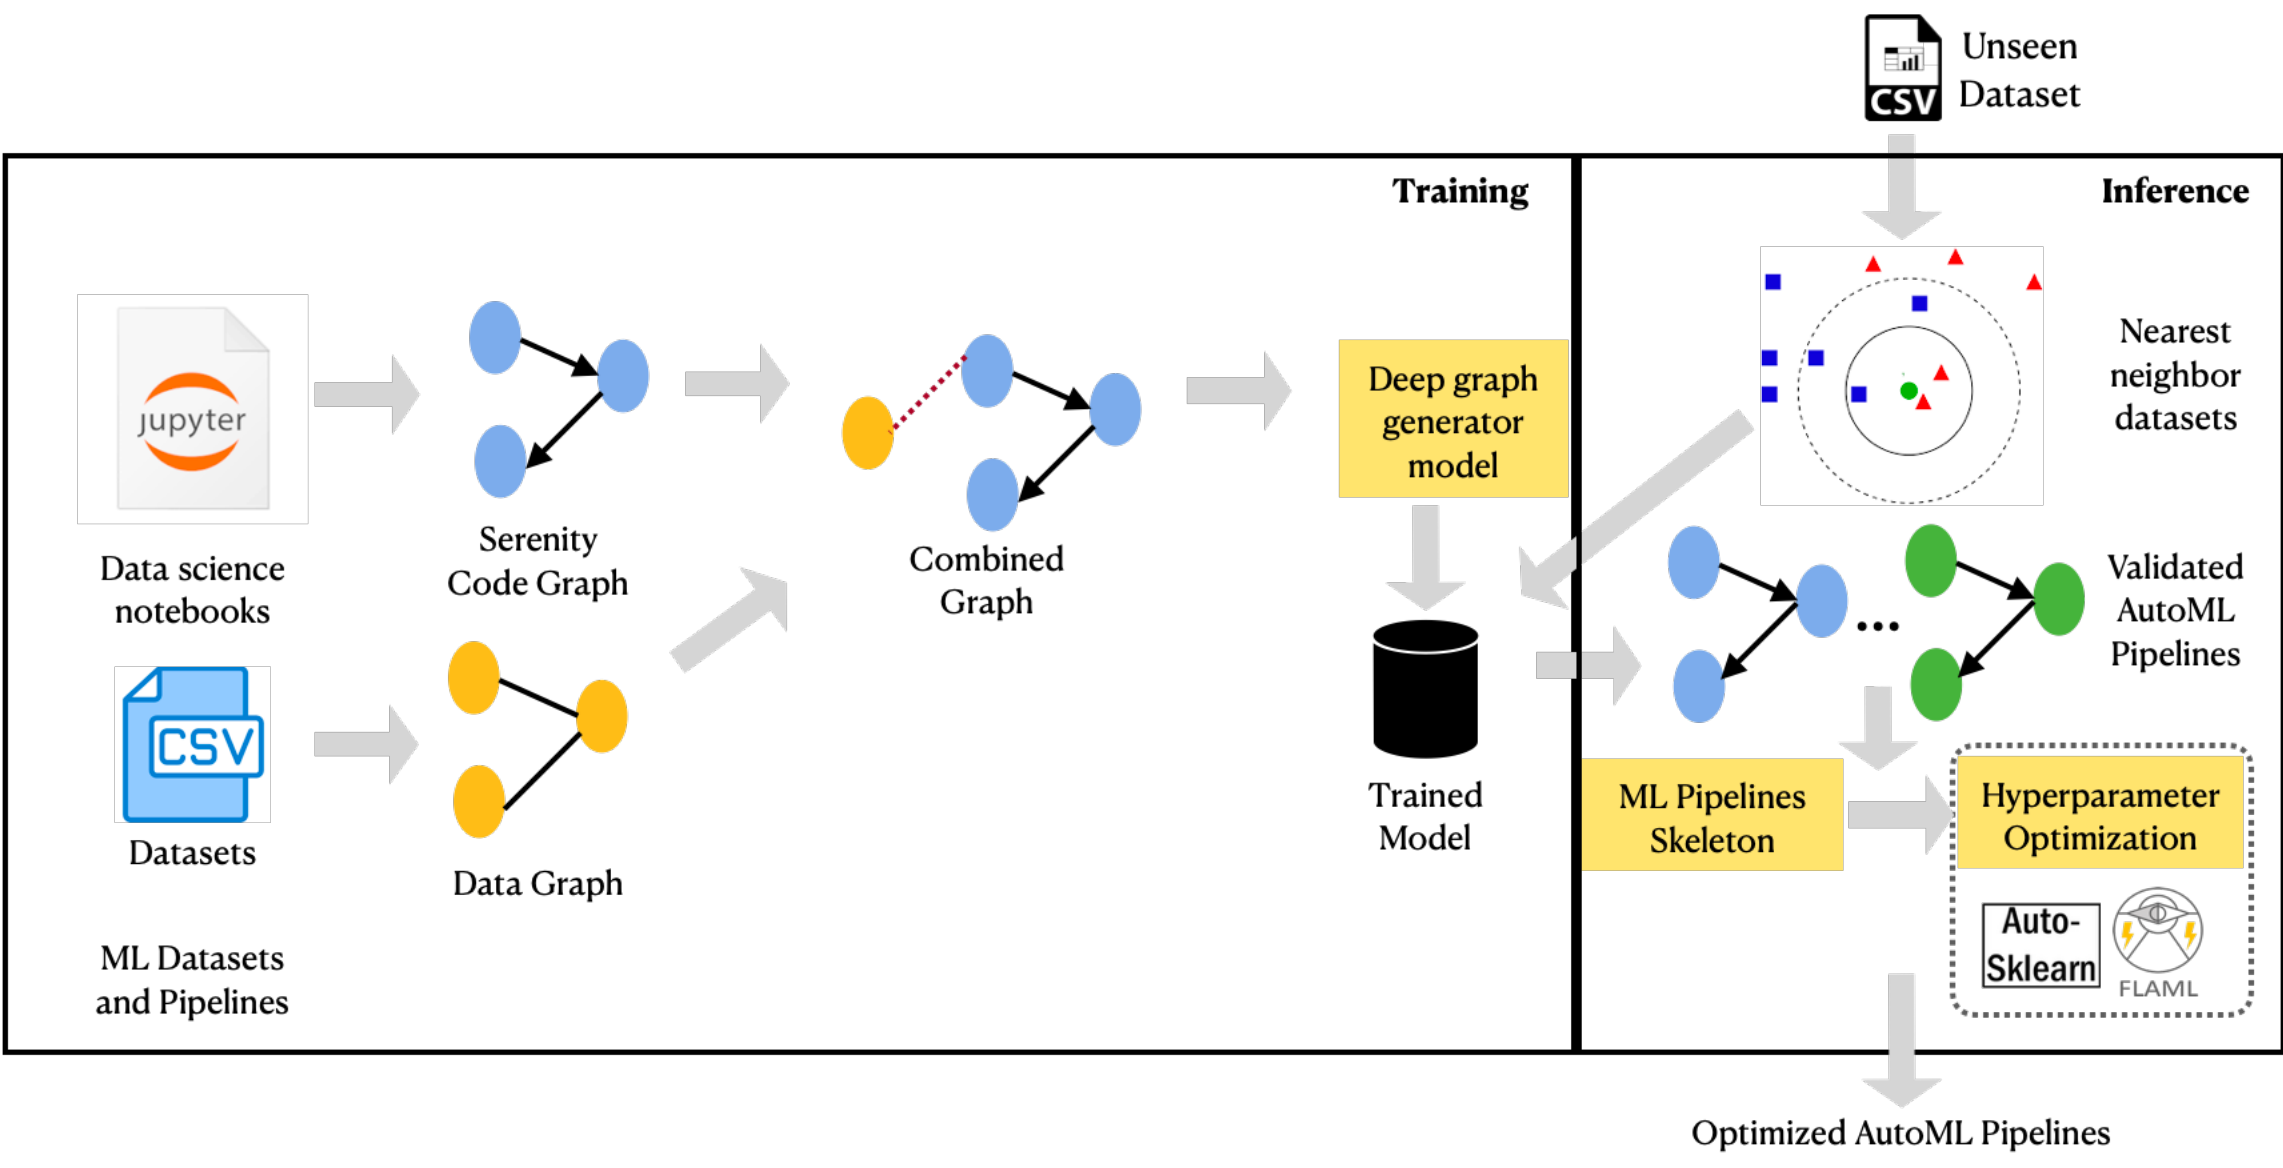 Unseen
Dataset
CSV
Training
Inference
jupyter
Data science
notebooks
Serenity
Code Graph
Combined
Graph
Deep graph
generator
model
Nearest
neighbor
datasets
CSV
Datasets
Data Graph
ML Datasets
and Pipelines
Trained
Model
Validated
AutoML
Pipelines
...
ML Pipelines
Skeleton
Hyperparameter
Optimization
Auto-
Sklearn
FLAML
Optimized AutoML Pipelines